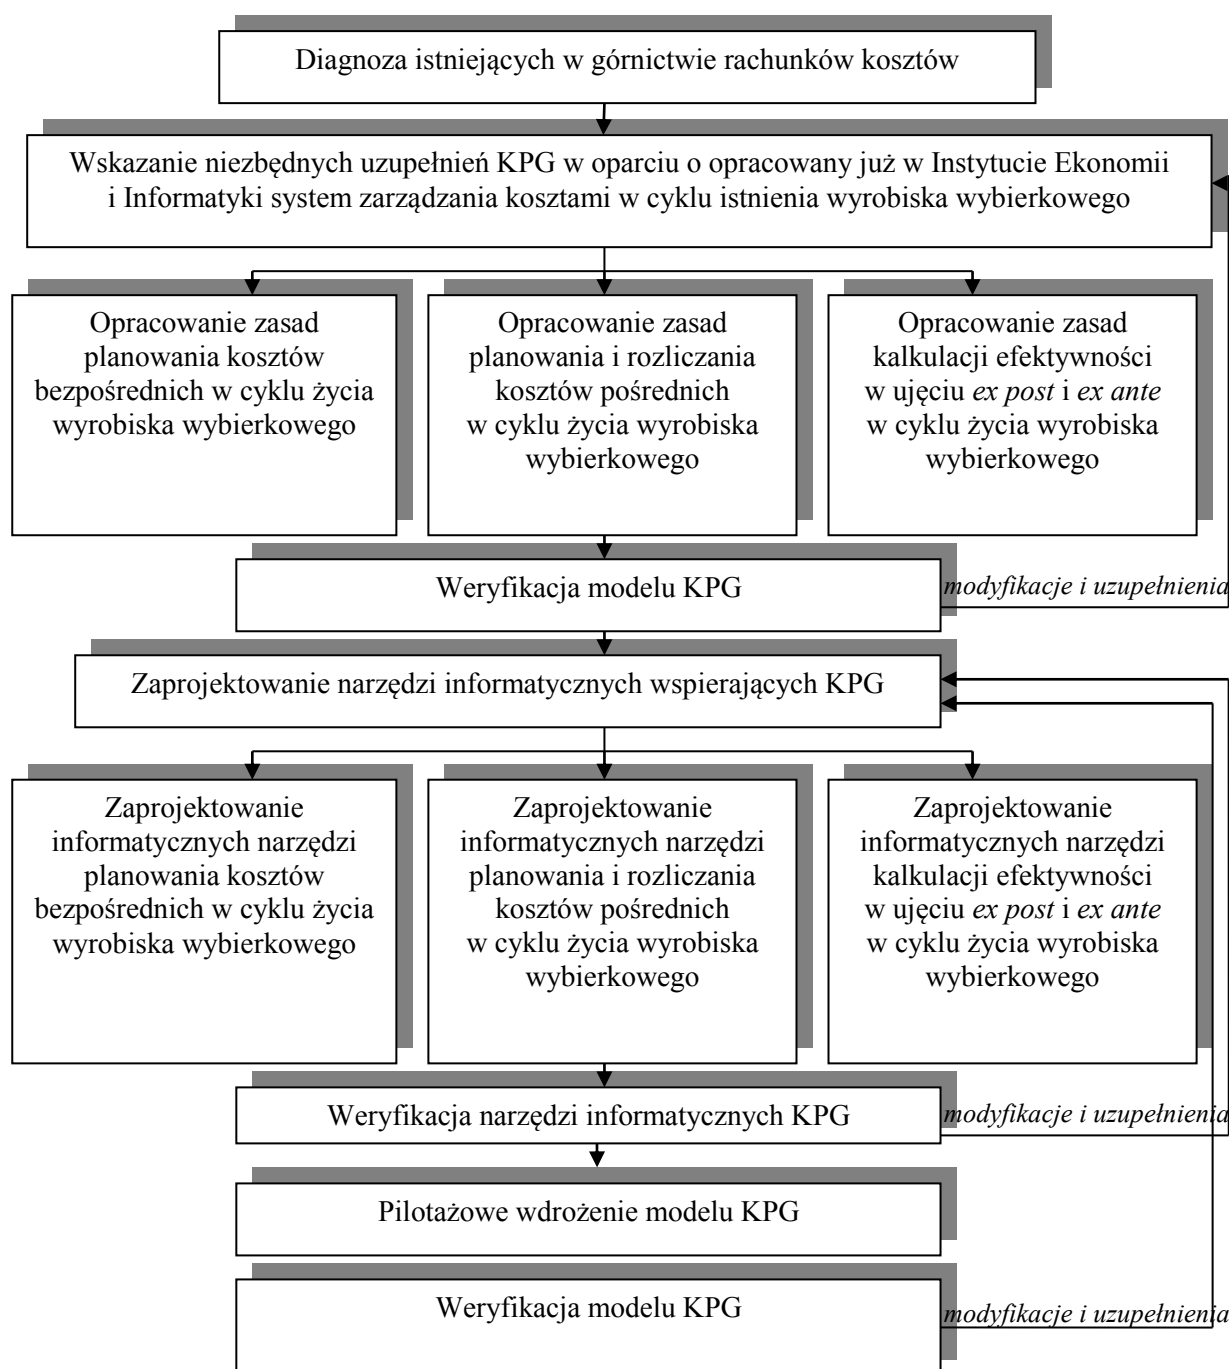 Diagnoza istniejących w górnictwie rachunków kosztów
Wskazanie niezbędnych uzupełnień KPG w oparciu o opracowany już w Instytucie Ekonomii
i Informatyki system zarządzania kosztami w cyklu istnienia wyrobiska wybierkowego
Opracowanie zasad
planowania kosztów
bezpośrednich w cyklu życia
wyrobiska wybierkowego
Opracowanie zasad
planowania i rozliczania
kosztów pośrednich
w cyklu życia wyrobiska
wybierkowego
Opracowanie zasad
kalkulacji efektywności
w ujęciu ex post i ex ante
w cyklu życia wyrobiska
wybierkowego
Weryfikacja modelu KPG
modyfikacje i uzupełnienia
Zaprojektowanie narzędzi informatycznych wspierających KPG
Zaprojektowanie
informatycznych narzędzi
planowania kosztów
bezpośrednich w cyklu życia
wyrobiska wybierkowego
Zaprojektowanie
informatycznych narzędzi
planowania i rozliczania
kosztów pośrednich
w cyklu życia wyrobiska
wybierkowego
Zaprojektowanie
informatycznych narzędzi
kalkulacji efektywności
w ujęciu ex post i ex ante
w cyklu życia wyrobiska
wybierkowego
Weryfikacja narzędzi informatycznych KPG
modyfikacje i uzupełnienia
Pilotażowe wdrożenie modelu KPG
Weryfikacja modelu KPG
modyfikacje i uzupełnienia